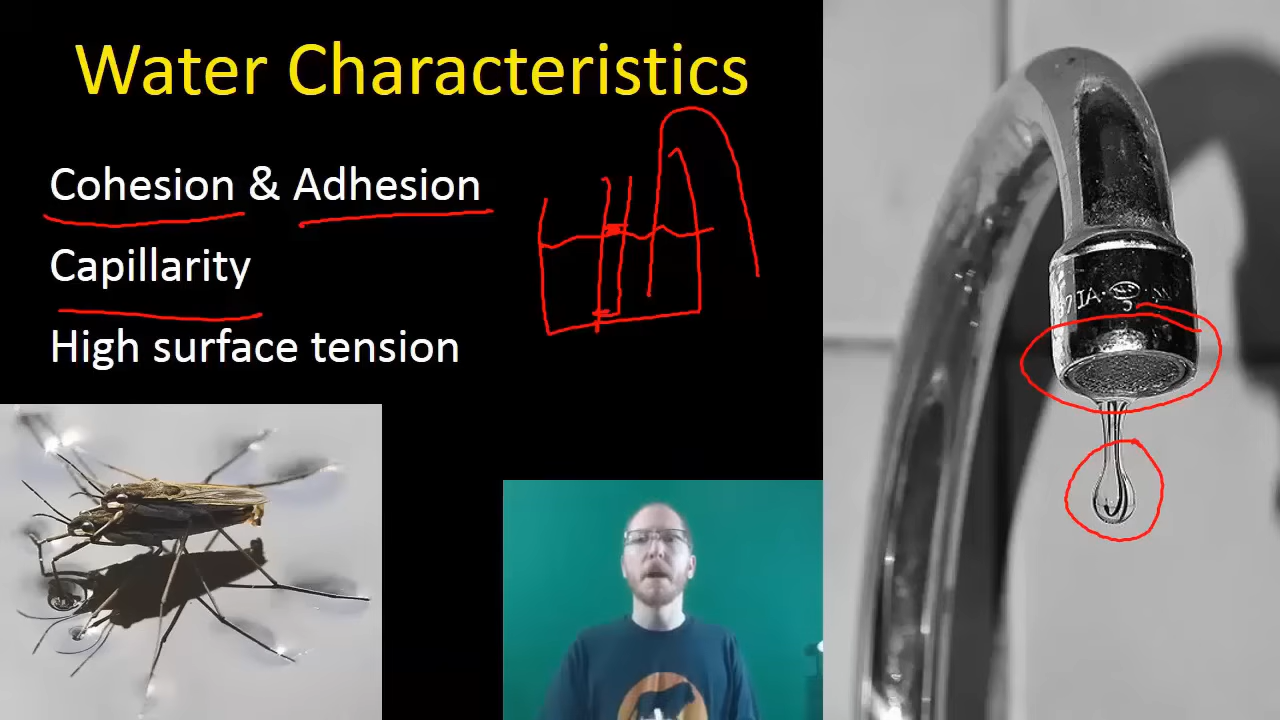 Water Characteristics
Cohesion & Adhesion
Capillarity
High surface tension